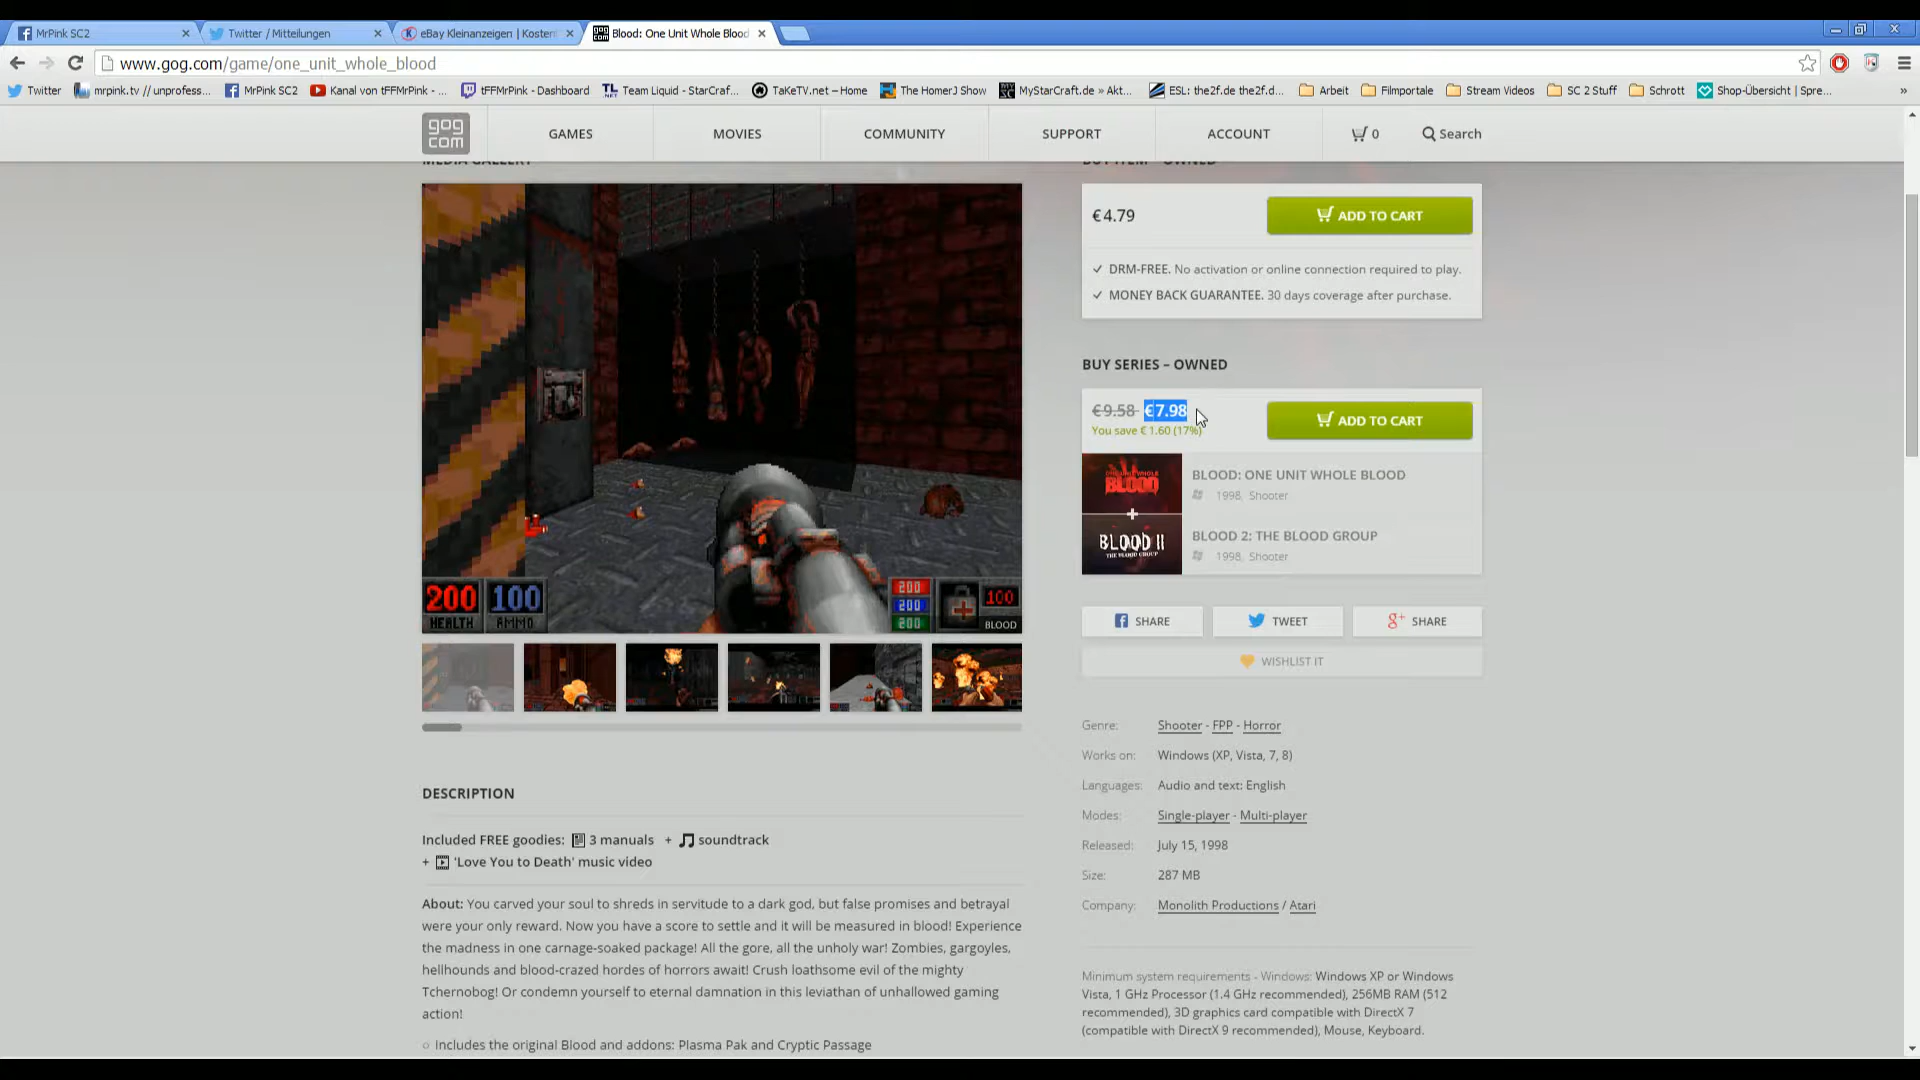 MrPink SC2
Twitter / Mitteilungen
eBay Kleinanzeigen | Kosten
Blood: One Unit Whole Blood
www.gog.com/game/one_unit_whole_blood
Twitter
mrpink.tv // unprofess...
MrPink SC2
Kanal von tFFMrPink - ...
tFFMrPink - Dashboard
Team Liquid - StarCraf...
TaKeTV.net – Home
The HomerJ Show
MyStarCraft.de » Akt...
ESL: the2f.de the2f.d...
Arbeit
Filmportale
Stream Videos
SC 2 Stuff
Schrott
Shop-Übersicht | Spre...
»
gog com
GAMES
MOVIES
COMMUNITY
SUPPORT
ACCOUNT
0
Search
MEDIA GALLERY
BUY ITEM – OWNED
€ 4.79
ADD TO CART
DRM-FREE. No activation or online connection required to play.
MONEY BACK GUARANTEE. 30 days coverage after purchase.
BUY SERIES – OWNED
€ 9.58 €7.98
You save € 1.60 (17%)
ADD TO CART
BLOOD
BLOOD: ONE UNIT WHOLE BLOOD
1998, Shooter
+
BLOOD II
THE BLOOD GROUP
BLOOD 2: THE BLOOD GROUP
1998, Shooter
200
HEALTH
100
AMMO
200
200
200
100
BLOOD
SHARE
TWEET
SHARE
WISHLIST IT
Genre: Shooter - FPP - Horror
Works on: Windows (XP, Vista, 7, 8)
Languages: Audio and text: English
Modes: Single-player - Multi-player
Released: July 15, 1998
Size: 287 MB
Company: Monolith Productions / Atari
Minimum system requirements - Windows: Windows XP or Windows
Vista, 1 GHz Processor (1.4 GHz recommended), 256MB RAM (512
recommended), 3D graphics card compatible with DirectX 7
(compatible with DirectX 9 recommended), Mouse, Keyboard.
DESCRIPTION
Included FREE goodies: 3 manuals + soundtrack
+ 'Love You to Death' music video
About: You carved your soul to shreds in servitude to a dark god, but false promises and betrayal
were your only reward. Now you have a score to settle and it will be measured in blood! Experience
the madness in one carnage-soaked package! All the gore, all the unholy war! Zombies, gargoyles,
hellhounds and blood-crazed hordes of horrors await! Crush loathsome evil of the mighty
Tchernobog! Or condemn yourself to eternal damnation in this leviathan of unhallowed gaming
action!
Includes the original Blood and addons: Plasma Pak and Cryptic Passage